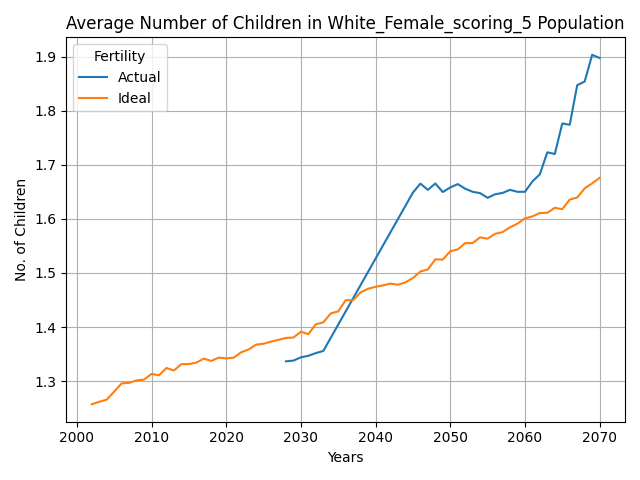 Average Number of Children in White_Female_scoring_5 Population
Fertility
Actual
Ideal
No. of Children
1.9
1.8
1.7
1.6
1.5
1.4
1.3
2000 2010 2020 2030 2040 2050 2060 2070
Years